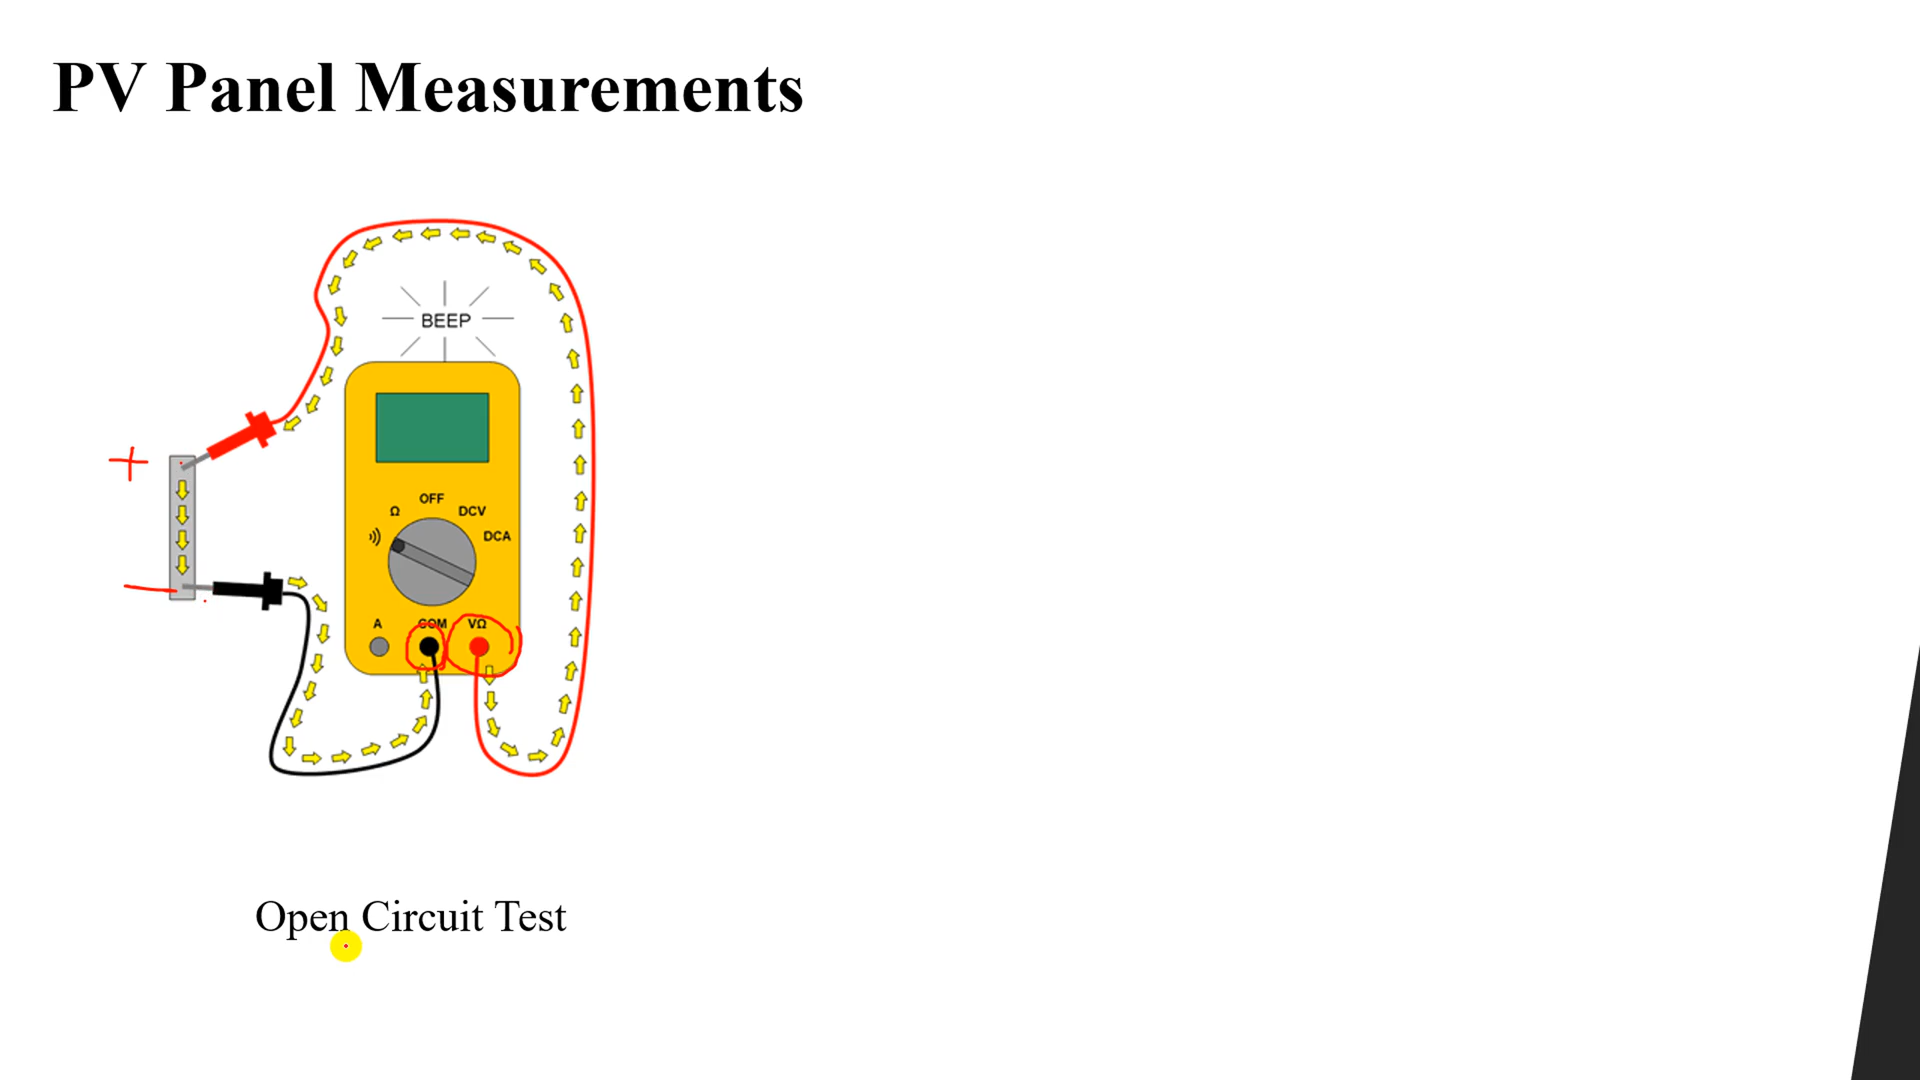 PV Panel Measurements
BEEP
OFF
Ω DCV
DCA
A COM VΩ
+
-
Open Circuit Test